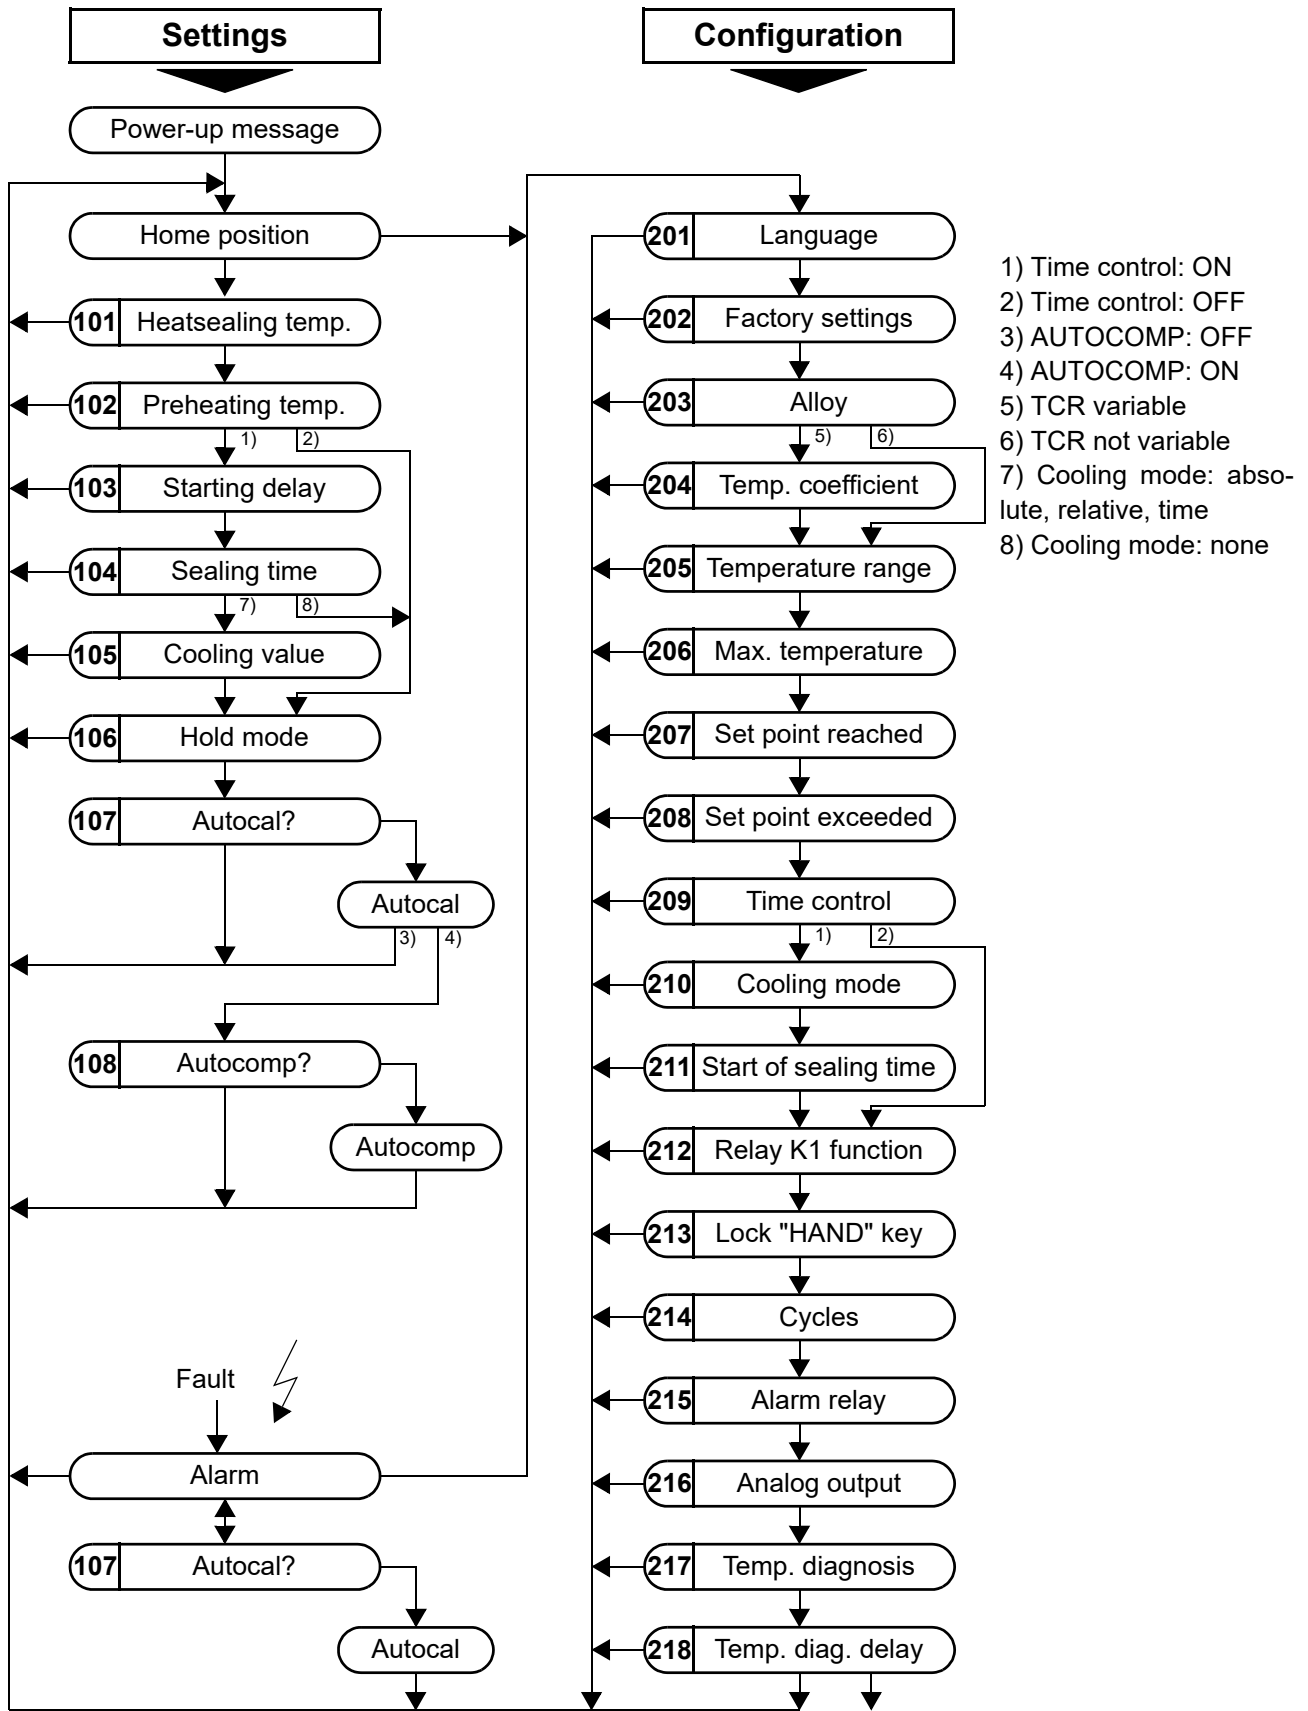 Settings
Power-up message
Home position
101 Heatsealing temp.
102 Preheating temp.
1) 2)
103 Starting delay
104 Sealing time
7) 8)
105 Cooling value
106 Hold mode
107 Autocal?
Autocal
3) 4)
108 Autocomp?
Autocomp
Fault
Alarm
107 Autocal?
Autocal
Configuration
201 Language
202 Factory settings
203 Alloy
5) 6)
204 Temp. coefficient
205 Temperature range
206 Max. temperature
207 Set point reached
208 Set point exceeded
209 Time control
1) 2)
210 Cooling mode
211 Start of sealing time
212 Relay K1 function
213 Lock "HAND" key
214 Cycles
215 Alarm relay
216 Analog output
217 Temp. diagnosis
218 Temp. diag. delay
1) Time control: ON
2) Time control: OFF
3) AUTOCOMP: OFF
4) AUTOCOMP: ON
5) TCR variable
6) TCR not variable
7) Cooling mode: abso-
lute, relative, time
8) Cooling mode: none